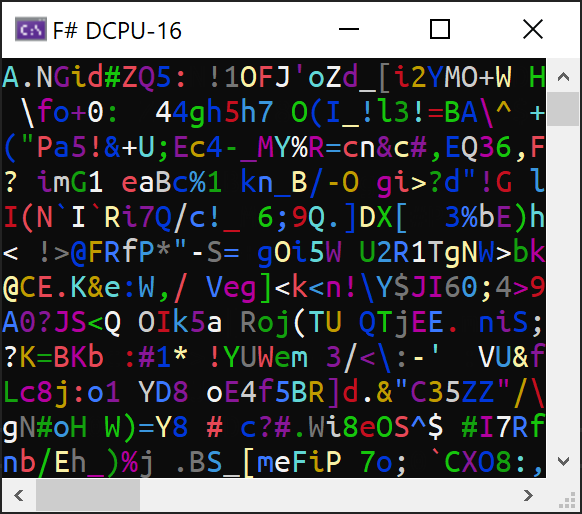 F# DCPU-16
A.NGid#ZQ5: !1OFJ'oZd_[i2YMO+W H
 \fo+0:  44gh5h7 O(I_!l3!=BA\^ +
("Pa5!&+U;Ec4-_MY%R=cn&c#,EQ36,F
? imG1 eaBc%1 kn_B/-O gi>?d"!G l
I(N`I`Ri7Q/c!_ 6;9Q.]DX[  3%bE)h
< !>@FRfP*"-S= gOi5W U2R1TgNW>bk
@CE.K&e:W,/ Veg]<k<n!\Y$JI60;4>9
A0?JS<Q OIk5a Roj(TU QTjEE. niS;
?K=BKb :#1* !YUWem 3/<\:-'  VU&f
Lc8j:o1 YD8 oE4f5BR]d.&"C35ZZ"/\
gN#oH W)=Y8 # c?#.Wi8eOS^$ #I7Rf
nb/Eh_)%j .BS_[meFiP 7o; `CXO8:,